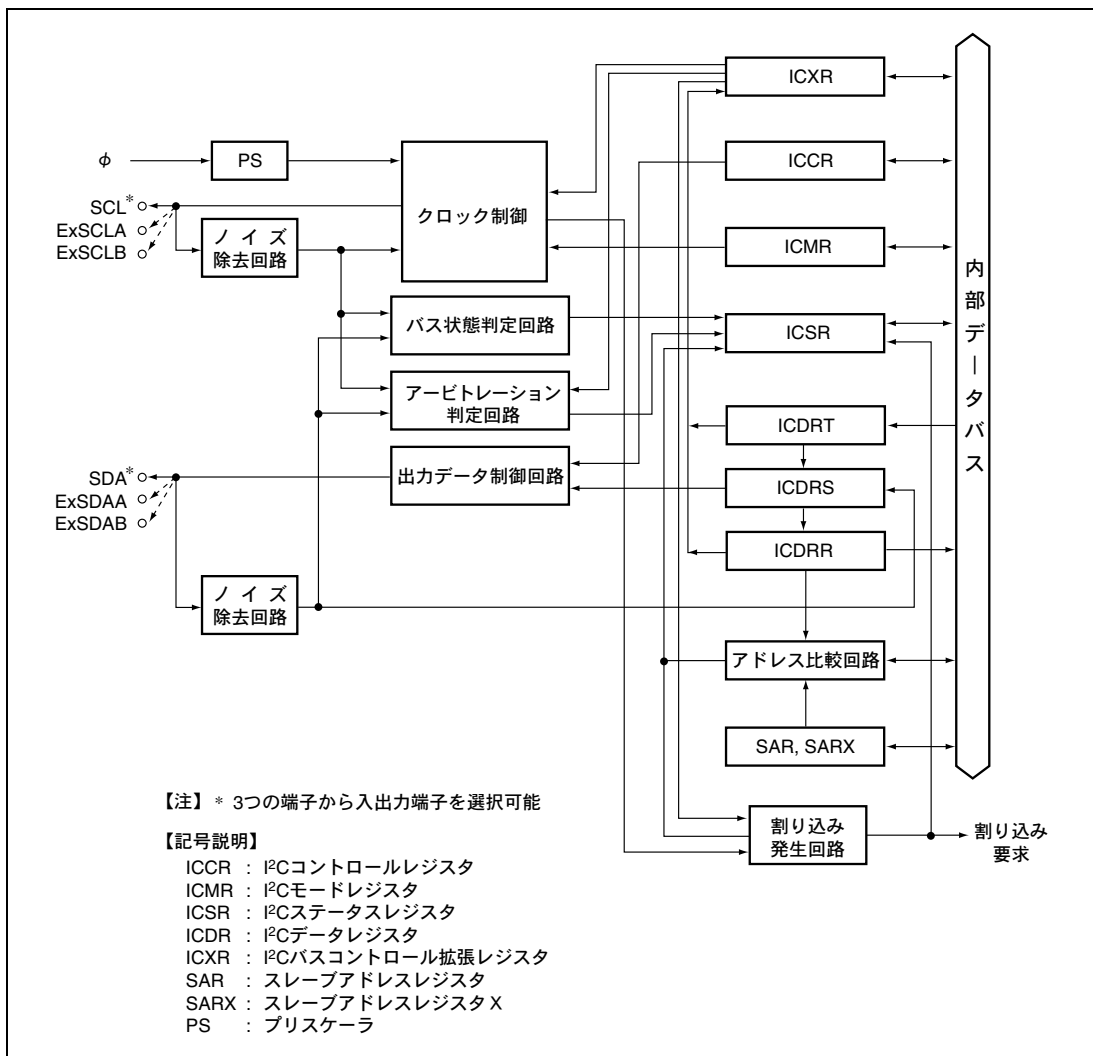 ICXR
φ
PS
ICCR
クロック制御
SCL*
ExSCLA
ExSCLB
ノイズ
除去回路
ICMR
バス状態判定回路
ICSR
アービトレーション
判定回路
ICDRT
出力データ制御回路
SDA*
ExSDAA
ExSDAB
ICDRS
ICDRR
ノイズ
除去回路
アドレス比較回路
SAR, SARX
内部データバス
割り込み
発生回路
割り込み
要求
【注】* 3つの端子から入出力端子を選択可能
【記号説明】
ICCR : I²Cコントロールレジスタ
ICMR : I²Cモードレジスタ
ICSR : I²Cステータスレジスタ
ICDR : I²Cデータレジスタ
ICXR : I²Cバスコントロール拡張レジスタ
SAR : スレーブアドレスレジスタ
SARX : スレーブアドレスレジスタX
PS : プリスケーラ